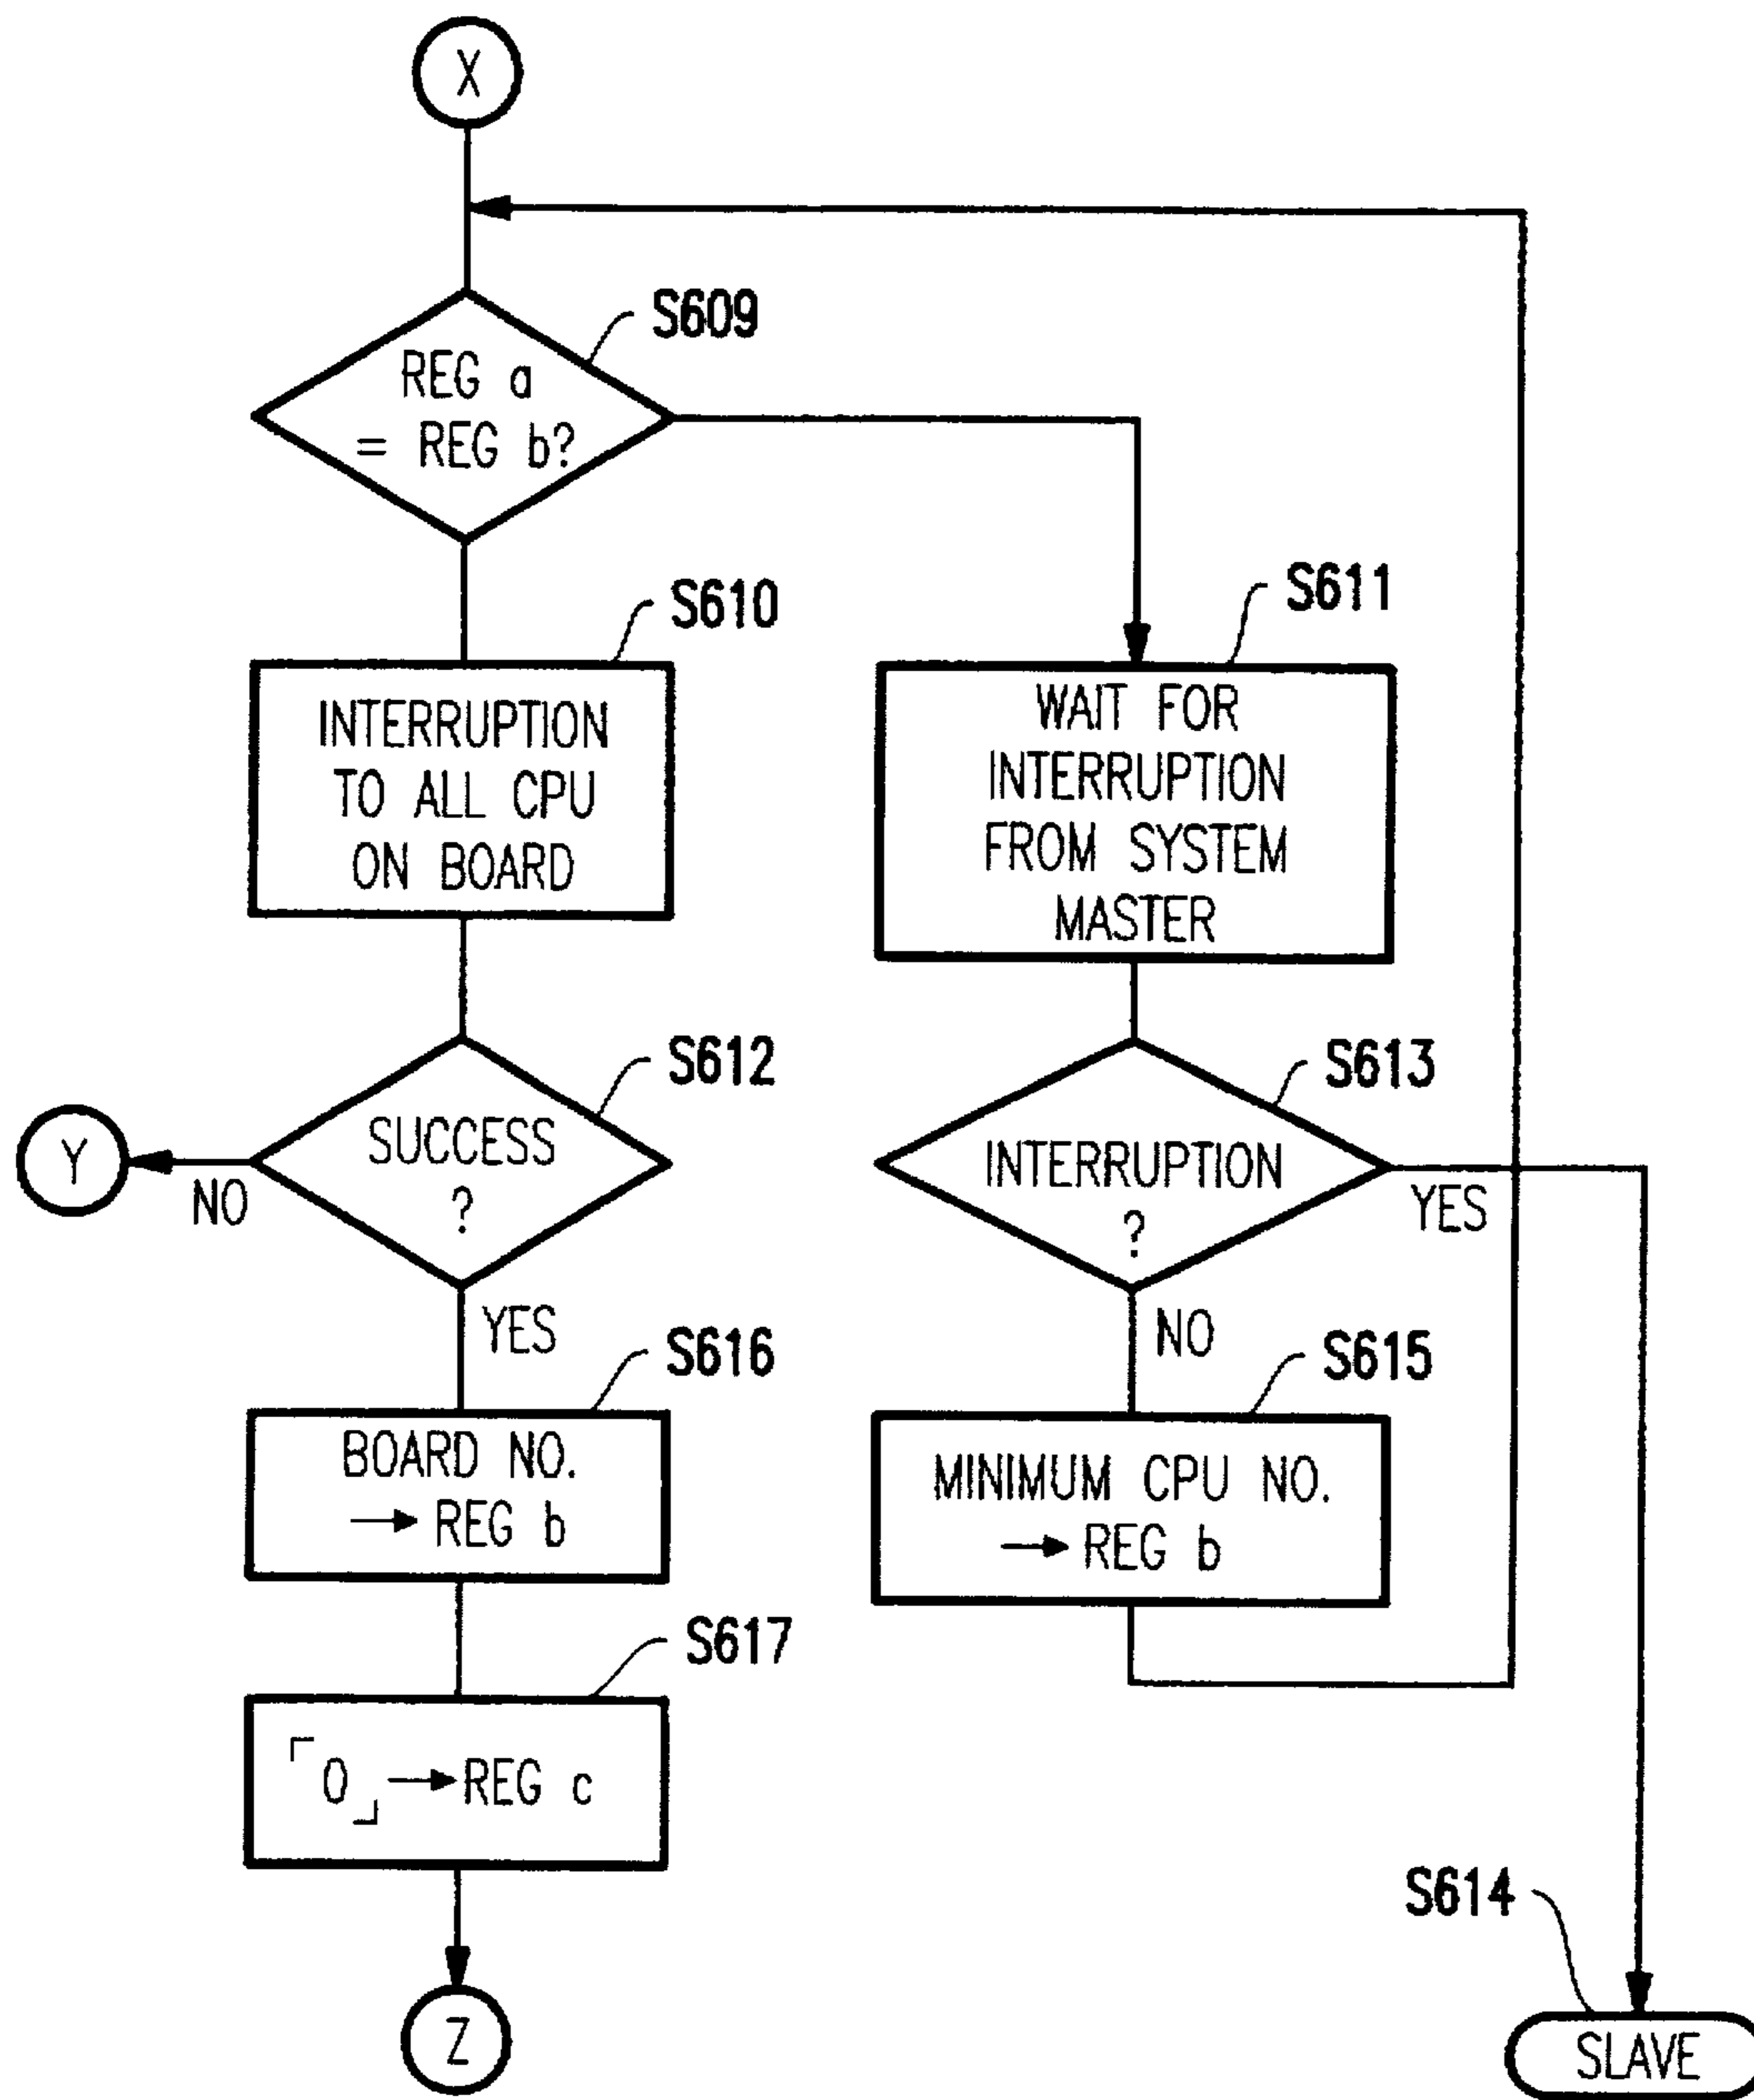 X
S609
REG a
= REG b?
S610
INTERRUPTION
TO ALL CPU
ON BOARD
S611
WAIT FOR
INTERRUPTION
FROM SYSTEM
MASTER
S612
SUCCESS
?
Y
NO
YES
S613
INTERRUPTION
?
YES
NO
S616
BOARD NO.
→ REG b
S615
MINIMUM CPU NO.
→ REG b
S617
「0」→ REG c
Z
S614
SLAVE